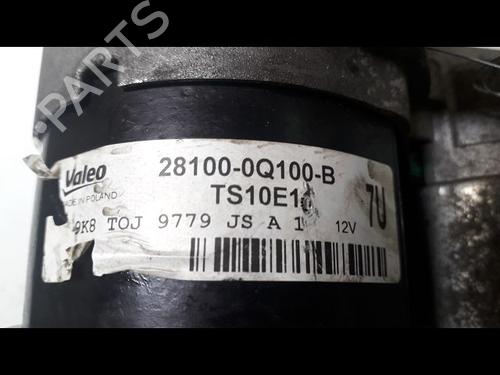 B PARTS
Valeo
MADE IN POLAND
28100-0Q100-B
TS10E1
7U
9K8 TOJ 9779 JS A 1 12V